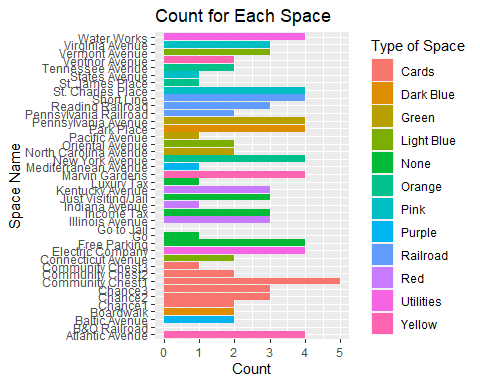 Count for Each Space
Water Works
Virginia Avenue
Vermont Avenue
Ventnor Avenue
Tennessee Avenue
States Avenue
St. James Place
St. Charles Place
Short Line
Reading Railroad
Pennsylvania Railroad
Pennsylvania Avenue
Park Place
Pacific Avenue
Oriental Avenue
North Carolina Avenue
New York Avenue
Mediterranean Avenue
Marvin Gardens
Luxury Tax
Kentucky Avenue
Just Visiting/Jail
Indiana Avenue
Income Tax
Illinois Avenue
Go to Jail
Go
Free Parking
Electric Company
Connecticut Avenue
Community Chest3
Community Chest2
Community Chest1
Chance3
Chance2
Chance1
Boardwalk
Baltic Avenue
B&O Railroad
Atlantic Avenue
Space Name
0 1 2 3 4 5
Count
Type of Space
Cards
Dark Blue
Green
Light Blue
None
Orange
Pink
Purple
Railroad
Red
Utilities
Yellow